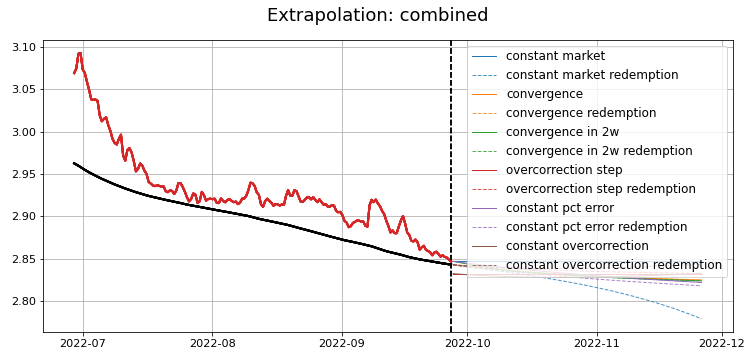 Extrapolation: combined
3.10
3.05
3.00
2.95
2.90
2.85
2.80
constant market
constant market redemption
convergence
convergence redemption
convergence in 2w
convergence in 2w redemption
overcorrection step
overcorrection step redemption
constant pct error
constant pct error redemption
constant overcorrection
constant overcorrection redemption
2022-07 2022-08 2022-09 2022-10 2022-11 2022-12